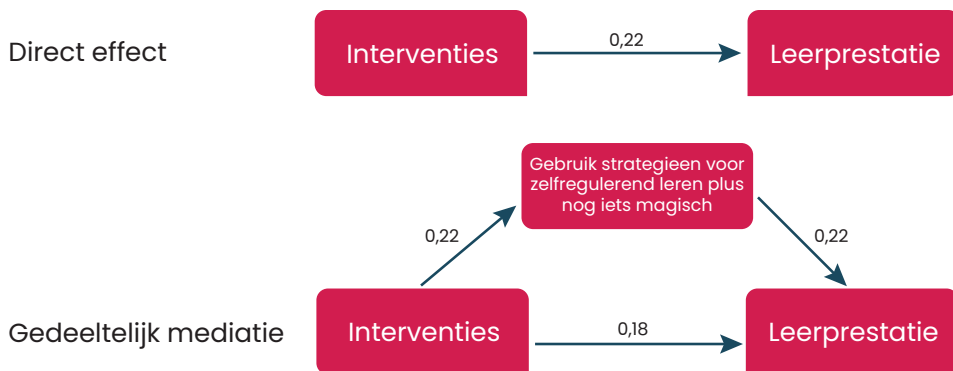 Direct effect
Interventies
0,22
Leerprestatie
Gebruik strategieen voor
zelfregulerend leren plus
nog iets magisch
0,22
0,22
Gedeeltelijk mediatie
Interventies
0,18
Leerprestatie